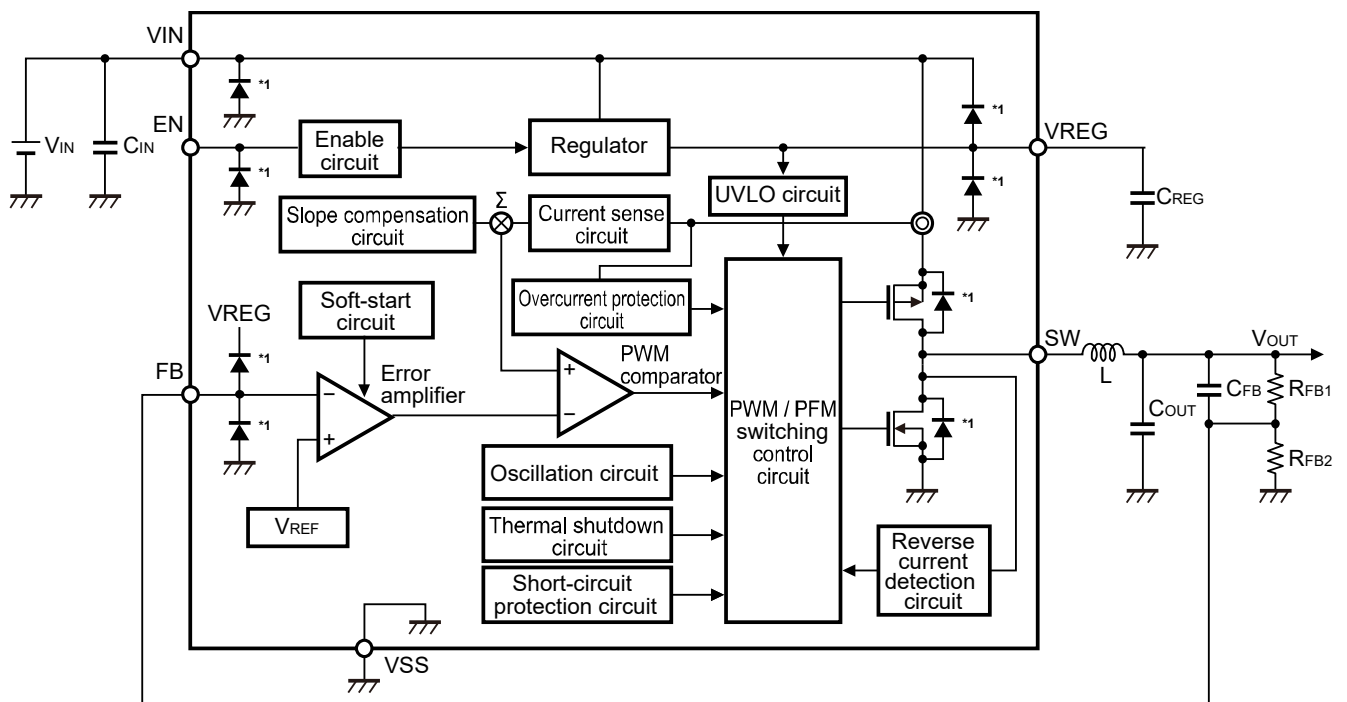 VIN
*1
*1
EN
Enable
circuit
Regulator
VREG
VIN
CIN
*1
*1
UVLO circuit
CREG
Σ
Slope compensation
circuit
Current sense
circuit
Overcurrent protection
circuit
*1
Soft-start
circuit
VREG
*1
FB
Error
amplifier
−
+
*1
VREF
PWM
comparator
+
−
PWM / PFM
switching
control
circuit
SW
L
VOUT
COUT
CFB
RFB1
RFB2
*1
Oscillation circuit
Thermal shutdown
circuit
Short-circuit
protection circuit
Reverse
current
detection
circuit
VSS